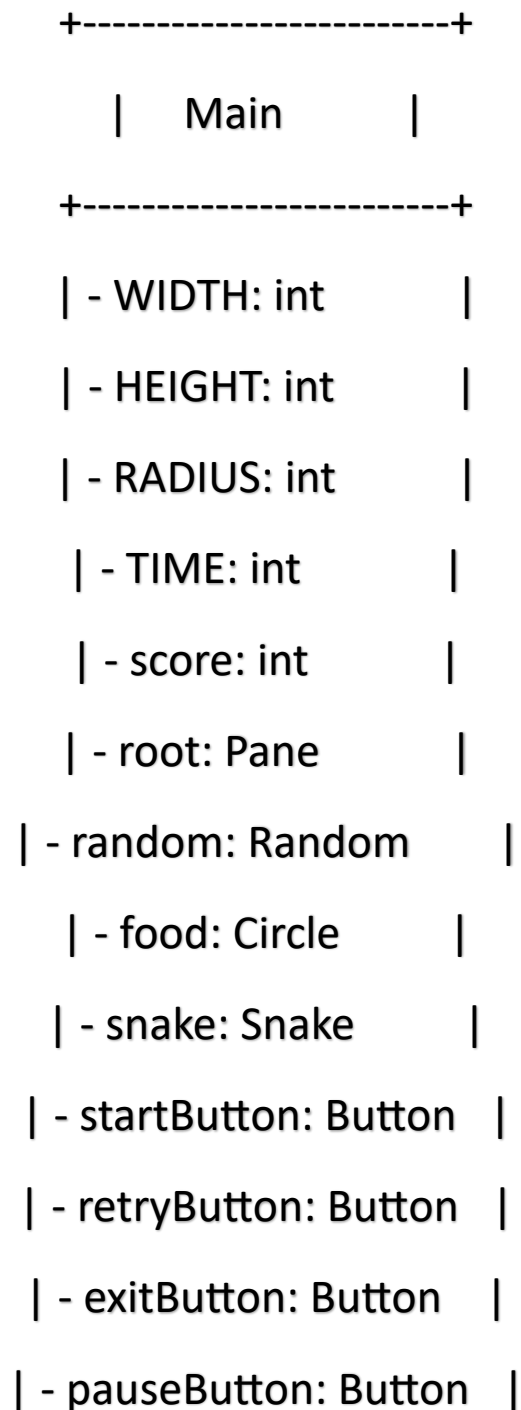 +-------------------------+
|     Main          |
+-------------------------+
| - WIDTH: int          |
| - HEIGHT: int         |
| - RADIUS: int         |
| - TIME: int           |
| - score: int          |
| - root: Pane          |
| - random: Random      |
| - food: Circle        |
| - snake: Snake        |
| - startButton: Button  |
| - retryButton: Button  |
| - exitButton: Button   |
| - pauseButton: Button  |